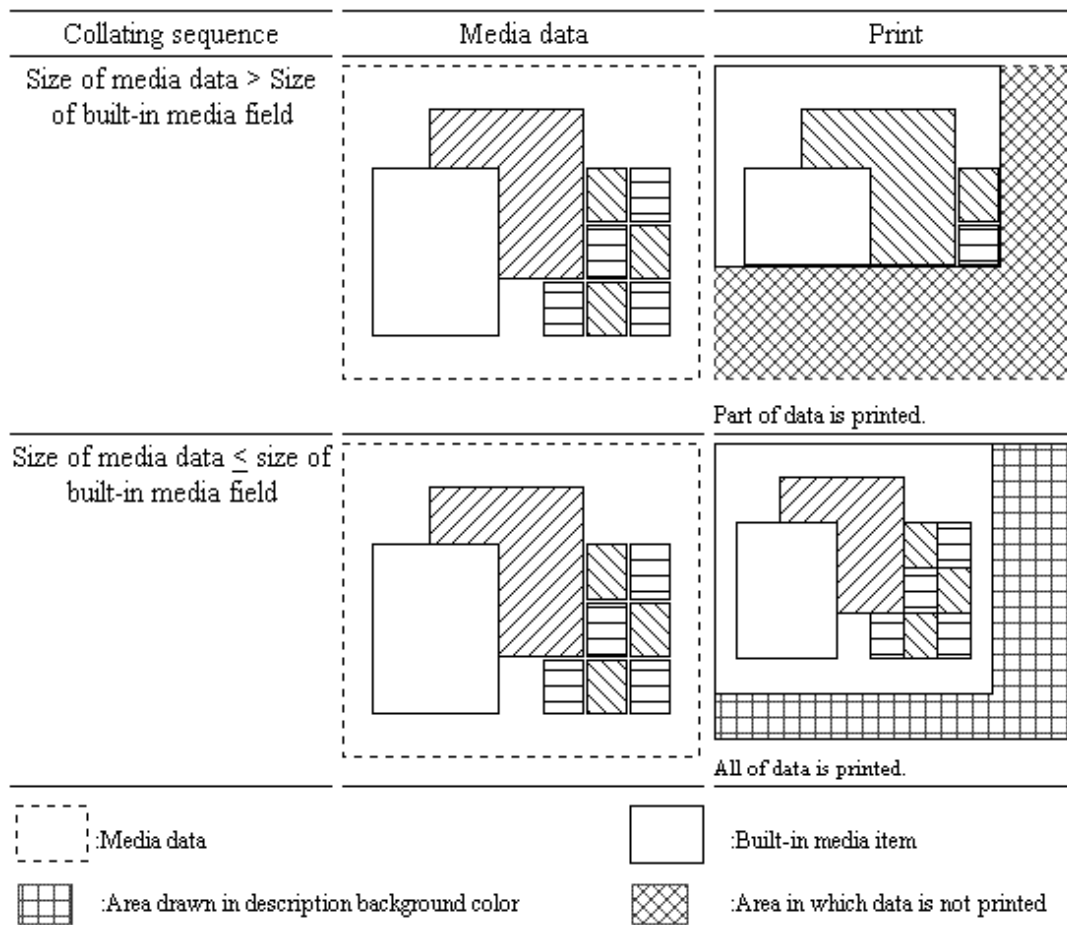 Collating sequence
Media data
Print
Size of media data > Size
of built-in media field
Part of data is printed.
Size of media data ≤ size of
built-in media field
All of data is printed.
:Media data
:Built-in media item
:Area drawn in description background color
:Area in which data is not printed